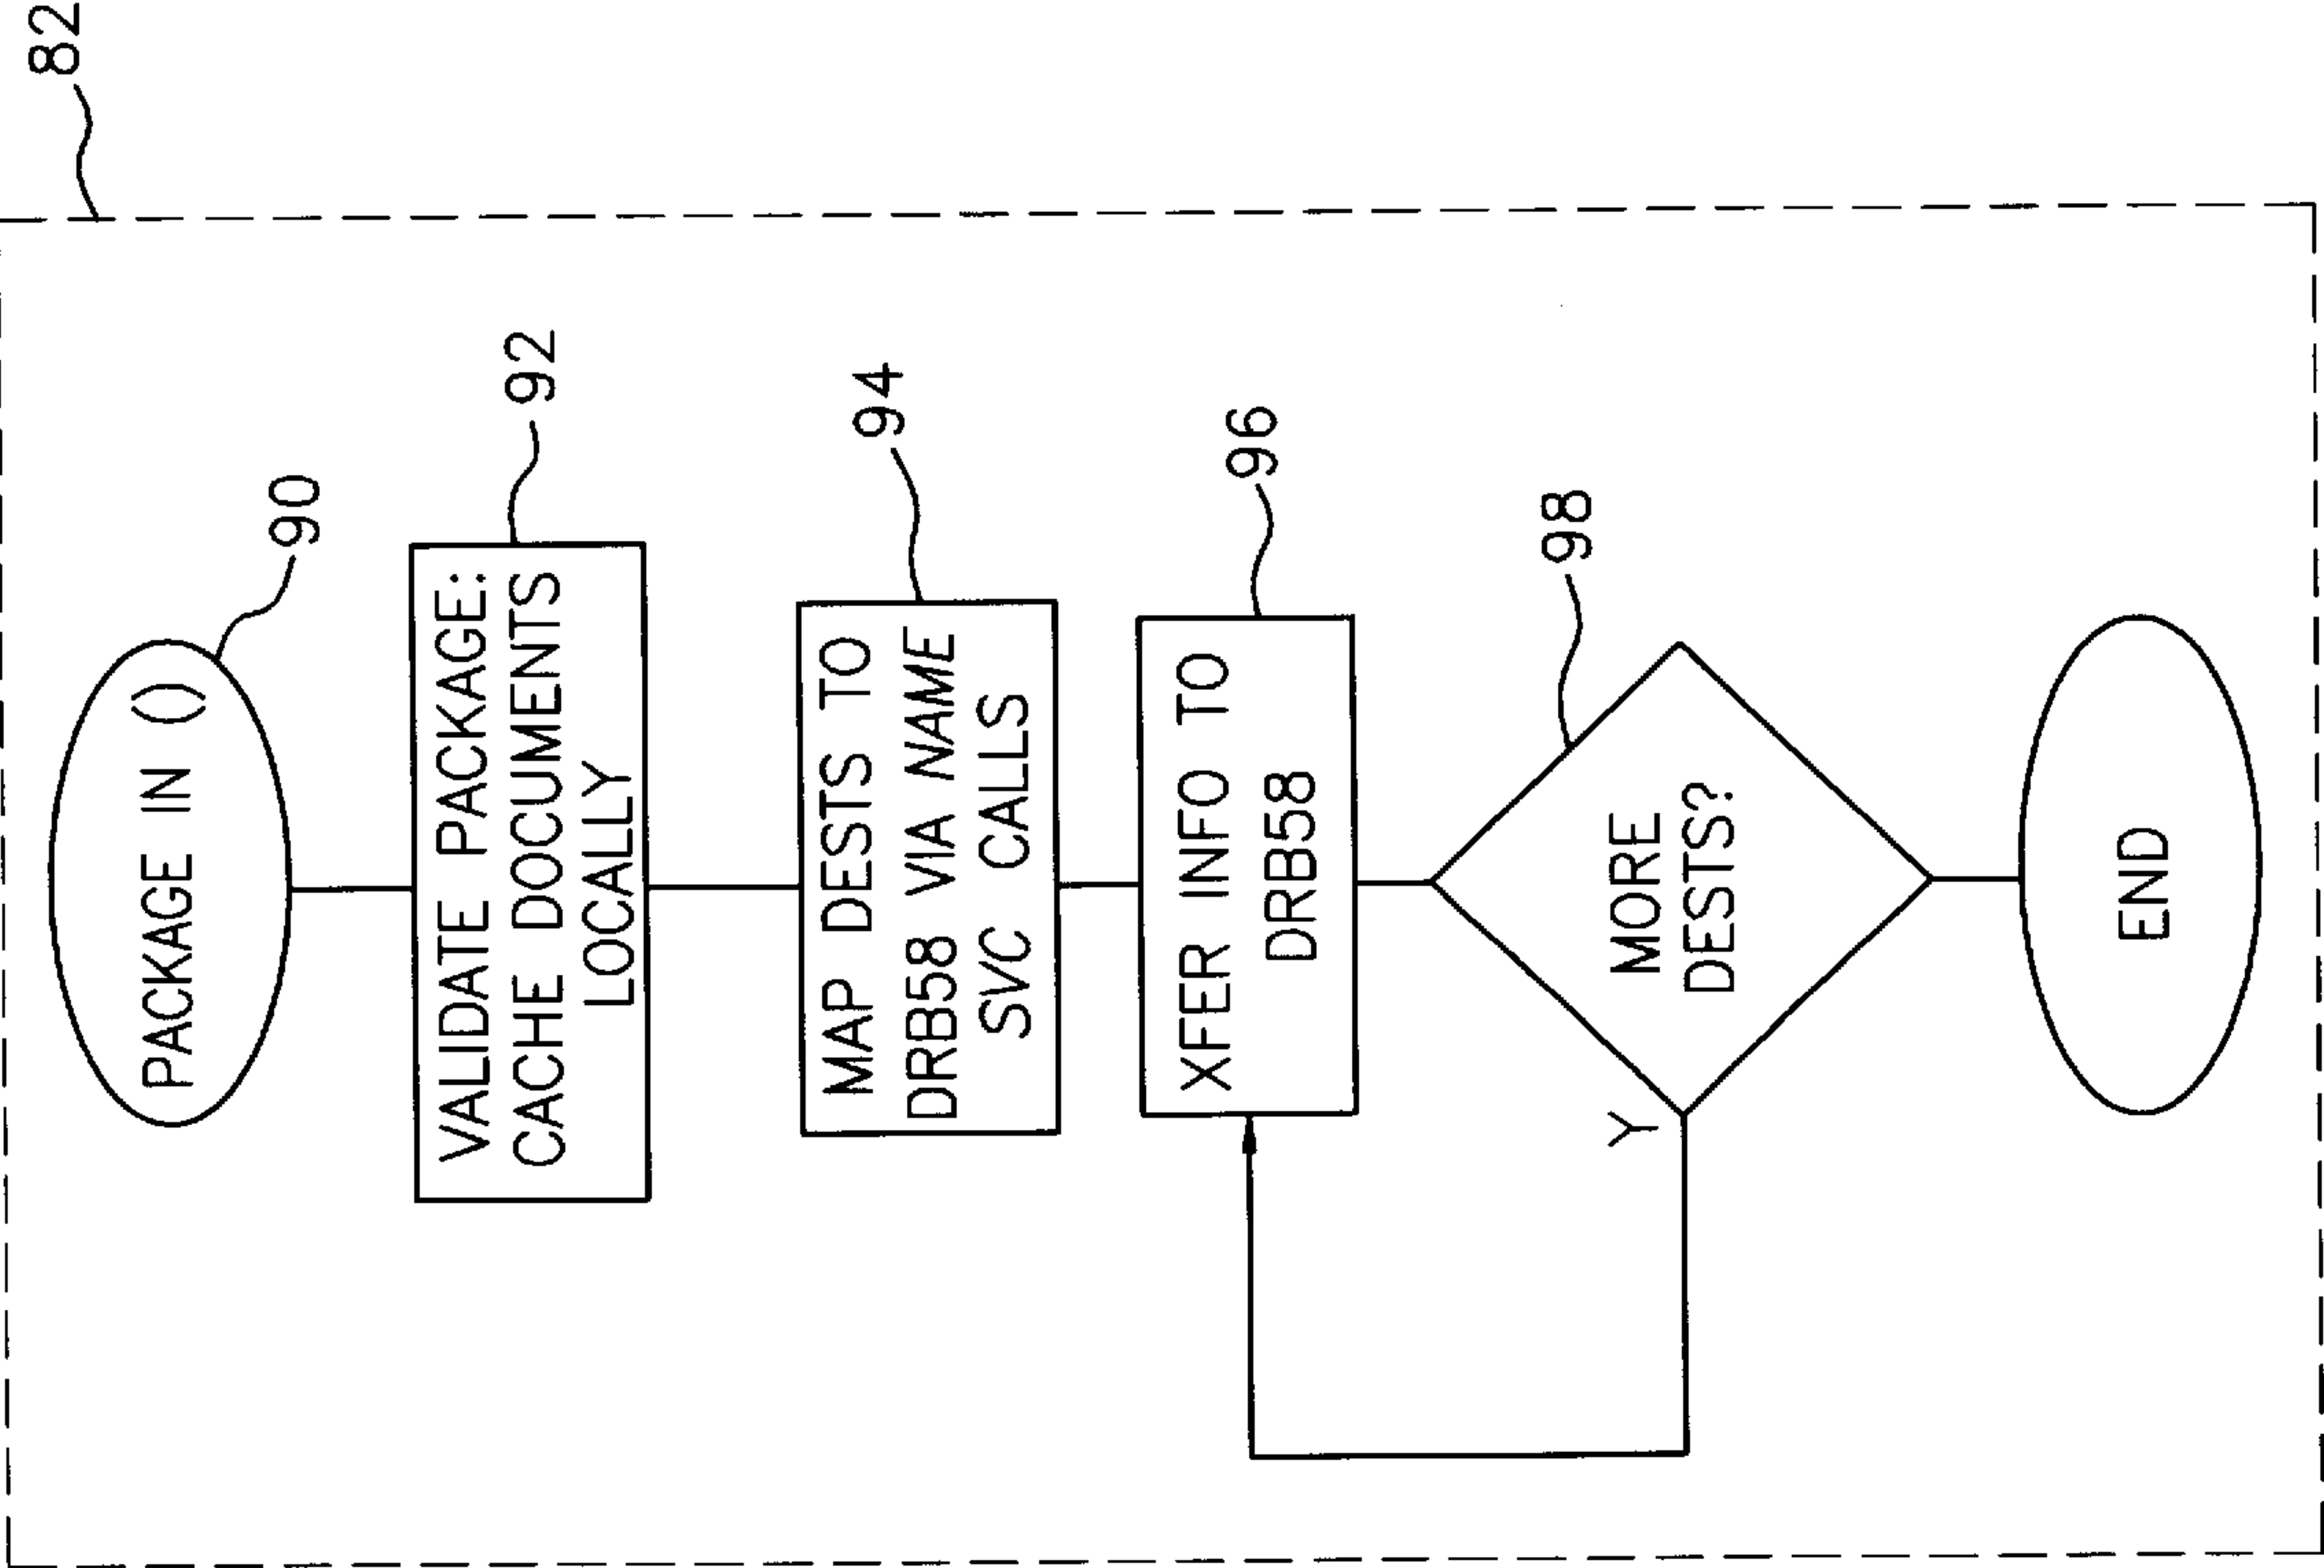 82
PACKAGE IN ()
90
VALIDATE PACKAGE:
CACHE DOCUMENTS
LOCALLY
92
MAP DESTS TO
DRB58 VIA NAME
SVC CALLS
94
XFER INFO TO
DRB58
96
MORE
DESTS?
98
Y
END